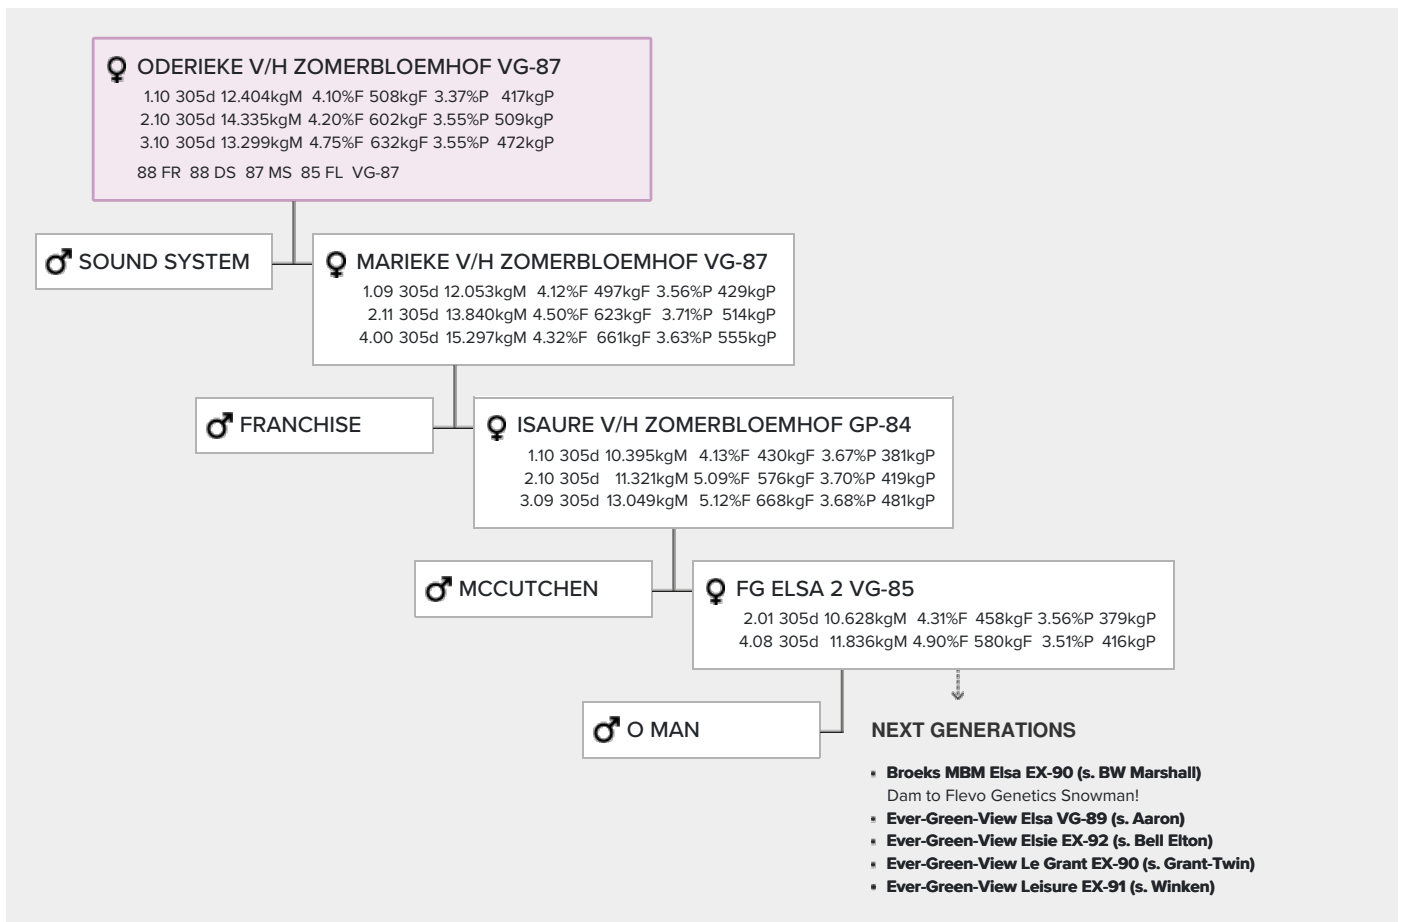 ODERIEKE V/H ZOMERBLOEMHOF VG-87
1.10 305d 12.404kgM 4.10%F 508kgF 3.37%P 417kgP
2.10 305d 14.335kgM 4.20%F 602kgF 3.55%P 509kgP
3.10 305d 13.299kgM 4.75%F 632kgF 3.55%P 472kgP
88 FR 88 DS 87 MS 85 FL VG-87
SOUND SYSTEM
MARIEKE V/H ZOMERBLOEMHOF VG-87
1.09 305d 12.053kgM 4.12%F 497kgF 3.56%P 429kgP
2.11 305d 13.840kgM 4.50%F 623kgF 3.71%P 514kgP
4.00 305d 15.297kgM 4.32%F 661kgF 3.63%P 555kgP
FRANCHISE
ISAURE V/H ZOMERBLOEMHOF GP-84
1.10 305d 10.395kgM 4.13%F 430kgF 3.67%P 381kgP
2.10 305d 11.321kgM 5.09%F 576kgF 3.70%P 419kgP
3.09 305d 13.049kgM 5.12%F 668kgF 3.68%P 481kgP
MCCUTCHEN
FG ELSA 2 VG-85
2.01 305d 10.628kgM 4.31%F 458kgF 3.56%P 379kgP
4.08 305d 11.836kgM 4.90%F 580kgF 3.51%P 416kgP
O MAN
NEXT GENERATIONS
Broeks MBM Elsa EX-90 (s. BW Marshall)
Dam to Flevo Genetics Snowman!
Ever-Green-View Elsa VG-89 (s. Aaron)
Ever-Green-View Elsie EX-92 (s. Bell Elton)
Ever-Green-View Le Grant EX-90 (s. Grant-Twin)
Ever-Green-View Leisure EX-91 (s. Winken)